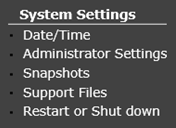 System Settings
Date/Time
Administrator Settings
Snapshots
Support Files
Restart or Shut down